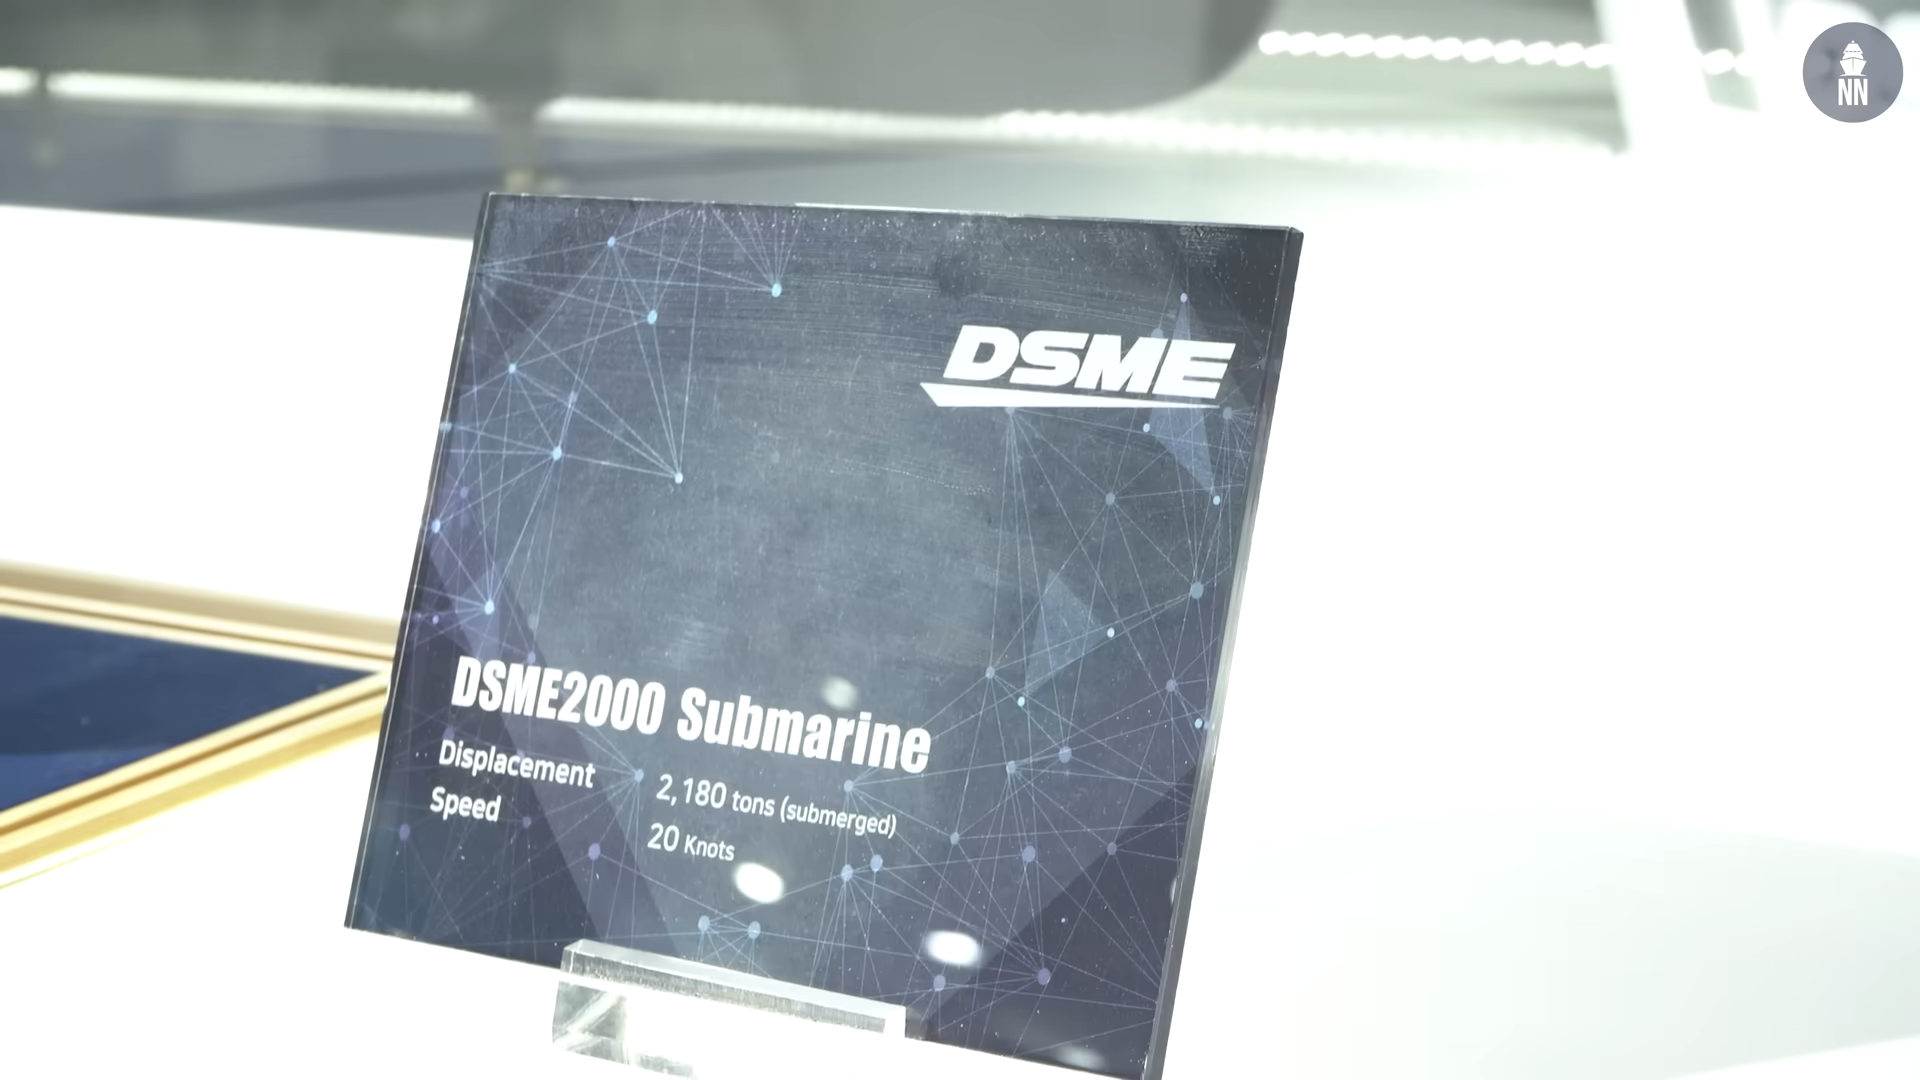 NN
DSME
DSME2000 Submarine
Displacement 2,180 tons (submerged)
Speed 20 Knots